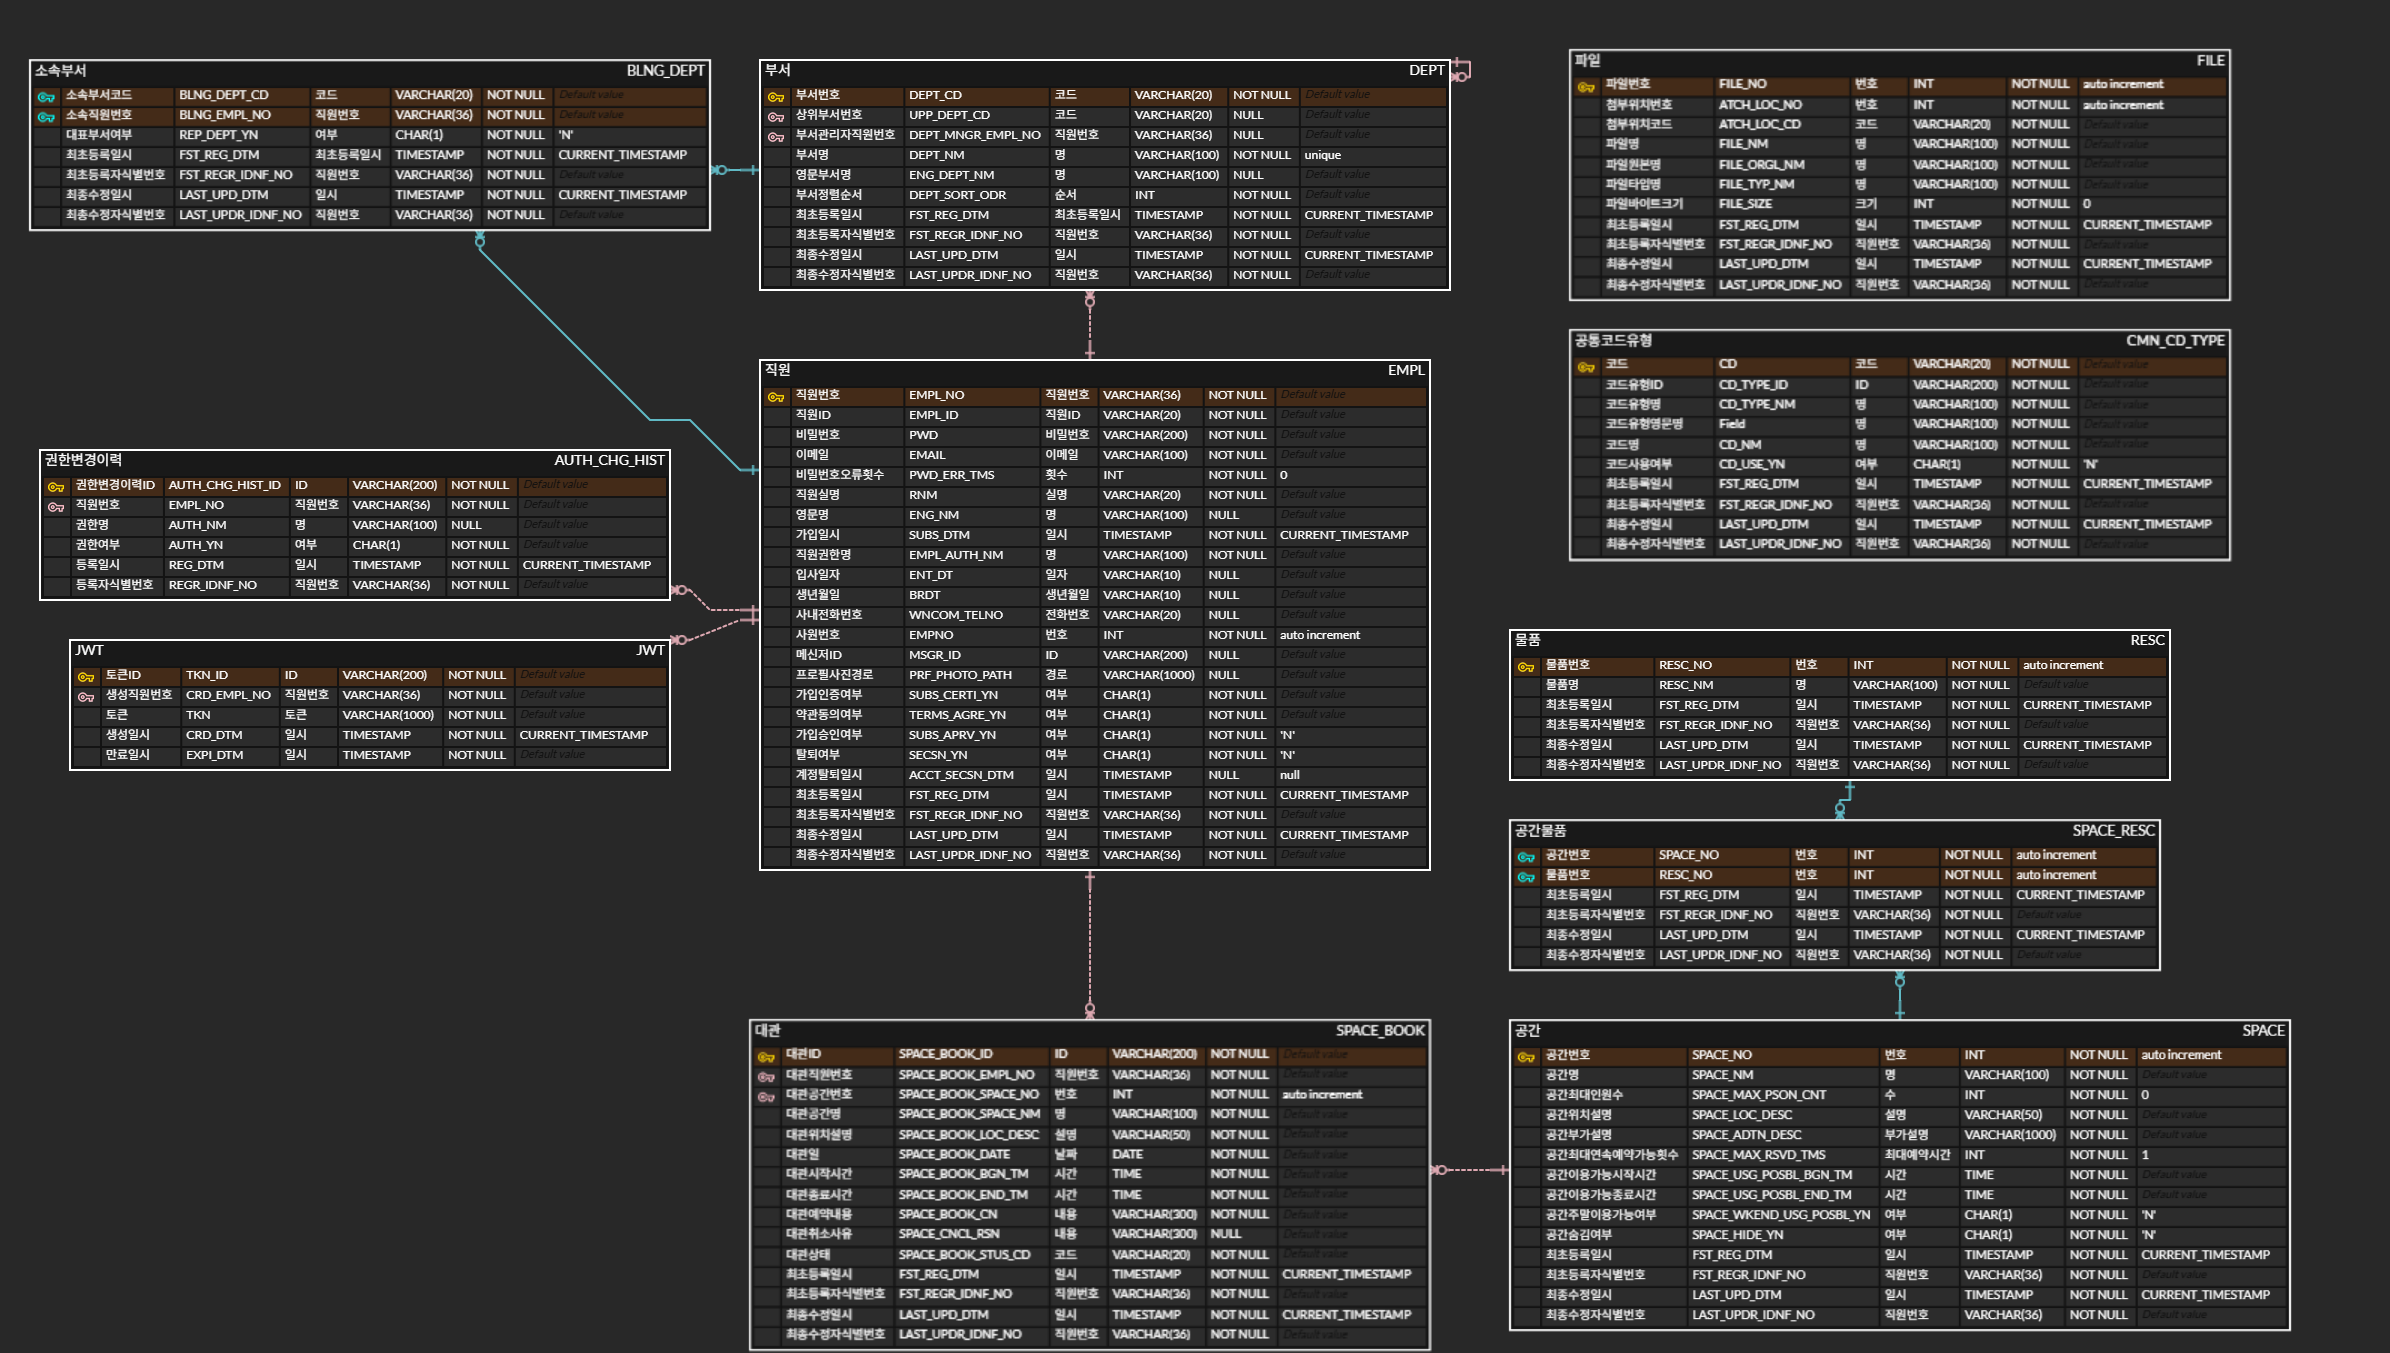 소속부서 BLNG_DEPT
소속부서코드 BLNG_DEPT_CD 코드 VARCHAR(20) NOT NULL Default value
소속직원번호 BLNG_EMPL_NO 직원번호 VARCHAR(36) NOT NULL Default value
대표부서여부 REP_DEPT_YN 여부 CHAR(1) NOT NULL 'N'
최초등록일시 FST_REG_DTM 최초등록일시 TIMESTAMP NOT NULL CURRENT_TIMESTAMP
최초등록자식별번호 FST_REGR_IDNF_NO 직원번호 VARCHAR(36) NOT NULL Default value
최종수정일시 LAST_UPD_DTM 일시 TIMESTAMP NOT NULL CURRENT_TIMESTAMP
최종수정자식별번호 LAST_UPDR_IDNF_NO 직원번호 VARCHAR(36) NOT NULL Default value
부서 DEPT
부서번호 DEPT_CD 코드 VARCHAR(20) NOT NULL Default value
상위부서번호 UPP_DEPT_CD 코드 VARCHAR(20) NULL Default value
부서관리자직원번호 DEPT_MNGR_EMPL_NO 직원번호 VARCHAR(36) NULL Default value
부서명 DEPT_NM 명 VARCHAR(100) NOT NULL unique
영문부서명 ENG_DEPT_NM 명 VARCHAR(100) NULL Default value
부서정렬순서 DEPT_SORT_ODR 순서 INT NOT NULL Default value
최초등록일시 FST_REG_DTM 최초등록일시 TIMESTAMP NOT NULL CURRENT_TIMESTAMP
최초등록자식별번호 FST_REGR_IDNF_NO 직원번호 VARCHAR(36) NOT NULL Default value
최종수정일시 LAST_UPD_DTM 일시 TIMESTAMP NOT NULL CURRENT_TIMESTAMP
최종수정자식별번호 LAST_UPDR_IDNF_NO 직원번호 VARCHAR(36) NOT NULL Default value
파일 FILE
파일번호 FILE_NO 번호 INT NOT NULL auto increment
첨부위치번호 ATCH_LOC_NO 번호 INT NOT NULL auto increment
첨부위치코드 ATCH_LOC_CD 코드 VARCHAR(20) NOT NULL Default value
파일명 FILE_NM 명 VARCHAR(100) NOT NULL Default value
파일원본명 FILE_ORGL_NM 명 VARCHAR(100) NOT NULL Default value
파일타입명 FILE_TYP_NM 명 VARCHAR(100) NOT NULL Default value
파일바이트크기 FILE_SIZE 크기 INT NOT NULL 0
최초등록일시 FST_REG_DTM 일시 TIMESTAMP NOT NULL CURRENT_TIMESTAMP
최초등록자식별번호 FST_REGR_IDNF_NO 직원번호 VARCHAR(36) NOT NULL Default value
최종수정일시 LAST_UPD_DTM 일시 TIMESTAMP NOT NULL CURRENT_TIMESTAMP
최종수정자식별번호 LAST_UPDR_IDNF_NO 직원번호 VARCHAR(36) NOT NULL Default value
공통코드유형 CMN_CD_TYPE
코드 CD 코드 VARCHAR(20) NOT NULL Default value
코드유형ID CD_TYPE_ID ID VARCHAR(200) NOT NULL Default value
코드유형명 CD_TYPE_NM 명 VARCHAR(100) NOT NULL Default value
코드유형영문명 Field 명 VARCHAR(100) NOT NULL Default value
코드명 CD_NM 명 VARCHAR(100) NOT NULL Default value
코드사용여부 CD_USE_YN 여부 CHAR(1) NOT NULL 'N'
최초등록일시 FST_REG_DTM 일시 TIMESTAMP NOT NULL CURRENT_TIMESTAMP
최초등록자식별번호 FST_REGR_IDNF_NO 직원번호 VARCHAR(36) NOT NULL Default value
최종수정일시 LAST_UPD_DTM 일시 TIMESTAMP NOT NULL CURRENT_TIMESTAMP
최종수정자식별번호 LAST_UPDR_IDNF_NO 직원번호 VARCHAR(36) NOT NULL Default value
직원 EMPL
직원번호 EMPL_NO 직원번호 VARCHAR(36) NOT NULL Default value
직원ID EMPL_ID 직원ID VARCHAR(20) NOT NULL Default value
비밀번호 PWD 비밀번호 VARCHAR(200) NOT NULL Default value
이메일 EMAIL 이메일 VARCHAR(100) NOT NULL Default value
비밀번호오류횟수 PWD_ERR_TMS 횟수 INT NOT NULL 0
직원실명 RNM 실명 VARCHAR(20) NOT NULL Default value
영문명 ENG_NM 명 VARCHAR(100) NULL Default value
가입일시 SUBS_DTM 일시 TIMESTAMP NOT NULL CURRENT_TIMESTAMP
직원권한명 EMPL_AUTH_NM 명 VARCHAR(100) NOT NULL Default value
입사일자 ENT_DT 일자 VARCHAR(10) NULL Default value
생년월일 BRDT 생년월일 VARCHAR(10) NULL Default value
사내전화번호 WNCOM_TELNO 전화번호 VARCHAR(20) NULL Default value
사원번호 EMPNO 번호 INT NOT NULL auto increment
메신저ID MSGR_ID ID VARCHAR(200) NULL Default value
프로필사진경로 PRF_PHOTO_PATH 경로 VARCHAR(1000) NULL Default value
가입인증여부 SUBS_CERTI_YN 여부 CHAR(1) NOT NULL Default value
약관동의여부 TERMS_AGRE_YN 여부 CHAR(1) NOT NULL Default value
가입승인여부 SUBS_APRV_YN 여부 CHAR(1) NOT NULL 'N'
탈퇴여부 SECSN_YN 여부 CHAR(1) NOT NULL 'N'
계정탈퇴일시 ACCT_SECSN_DTM 일시 TIMESTAMP NULL null
최초등록일시 FST_REG_DTM 일시 TIMESTAMP NOT NULL CURRENT_TIMESTAMP
최초등록자식별번호 FST_REGR_IDNF_NO 직원번호 VARCHAR(36) NOT NULL Default value
최종수정일시 LAST_UPD_DTM 일시 TIMESTAMP NOT NULL CURRENT_TIMESTAMP
최종수정자식별번호 LAST_UPDR_IDNF_NO 직원번호 VARCHAR(36) NOT NULL Default value
권한변경이력 AUTH_CHG_HIST
권한변경이력ID AUTH_CHG_HIST_ID ID VARCHAR(200) NOT NULL Default value
직원번호 EMPL_NO 직원번호 VARCHAR(36) NOT NULL Default value
권한명 AUTH_NM 명 VARCHAR(100) NULL Default value
권한여부 AUTH_YN 여부 CHAR(1) NOT NULL Default value
등록일시 REG_DTM 일시 TIMESTAMP NOT NULL CURRENT_TIMESTAMP
등록자식별번호 REGR_IDNF_NO 직원번호 VARCHAR(36) NOT NULL Default value
JWT JWT
토큰ID TKN_ID ID VARCHAR(200) NOT NULL Default value
생성직원번호 CRD_EMPL_NO 직원번호 VARCHAR(36) NOT NULL Default value
토큰 TKN 토큰 VARCHAR(1000) NOT NULL Default value
생성일시 CRD_DTM 일시 TIMESTAMP NOT NULL CURRENT_TIMESTAMP
만료일시 EXPI_DTM 일시 TIMESTAMP NOT NULL Default value
물품 RESC
물품번호 RESC_NO 번호 INT NOT NULL auto increment
물품명 RESC_NM 명 VARCHAR(100) NOT NULL Default value
최초등록일시 FST_REG_DTM 일시 TIMESTAMP NOT NULL CURRENT_TIMESTAMP
최초등록자식별번호 FST_REGR_IDNF_NO 직원번호 VARCHAR(36) NOT NULL Default value
최종수정일시 LAST_UPD_DTM 일시 TIMESTAMP NOT NULL CURRENT_TIMESTAMP
최종수정자식별번호 LAST_UPDR_IDNF_NO 직원번호 VARCHAR(36) NOT NULL Default value
공간물품 SPACE_RESC
공간번호 SPACE_NO 번호 INT NOT NULL auto increment
물품번호 RESC_NO 번호 INT NOT NULL auto increment
최초등록일시 FST_REG_DTM 일시 TIMESTAMP NOT NULL CURRENT_TIMESTAMP
최초등록자식별번호 FST_REGR_IDNF_NO 직원번호 VARCHAR(36) NOT NULL Default value
최종수정일시 LAST_UPD_DTM 일시 TIMESTAMP NOT NULL CURRENT_TIMESTAMP
최종수정자식별번호 LAST_UPDR_IDNF_NO 직원번호 VARCHAR(36) NOT NULL Default value
대관 SPACE_BOOK
대관ID SPACE_BOOK_ID ID VARCHAR(200) NOT NULL Default value
대관직원번호 SPACE_BOOK_EMPL_NO 직원번호 VARCHAR(36) NOT NULL Default value
대관공간번호 SPACE_BOOK_SPACE_NO 번호 INT NOT NULL auto increment
대관공간명 SPACE_BOOK_SPACE_NM 명 VARCHAR(100) NOT NULL Default value
대관위치설명 SPACE_BOOK_LOC_DESC 설명 VARCHAR(50) NOT NULL Default value
대관일 SPACE_BOOK_DATE 날짜 DATE NOT NULL Default value
대관시작시간 SPACE_BOOK_BGN_TM 시간 TIME NOT NULL Default value
대관종료시간 SPACE_BOOK_END_TM 시간 TIME NOT NULL Default value
대관예약내용 SPACE_BOOK_CN 내용 VARCHAR(300) NOT NULL Default value
대관취소사유 SPACE_CNCL_RSN 내용 VARCHAR(300) NULL Default value
대관상태 SPACE_BOOK_STUS_CD 코드 VARCHAR(20) NOT NULL Default value
최초등록일시 FST_REG_DTM 일시 TIMESTAMP NOT NULL CURRENT_TIMESTAMP
최초등록자식별번호 FST_REGR_IDNF_NO 직원번호 VARCHAR(36) NOT NULL Default value
최종수정일시 LAST_UPD_DTM 일시 TIMESTAMP NOT NULL CURRENT_TIMESTAMP
최종수정자식별번호 LAST_UPDR_IDNF_NO 직원번호 VARCHAR(36) NOT NULL Default value
공간 SPACE
공간번호 SPACE_NO 번호 INT NOT NULL auto increment
공간명 SPACE_NM 명 VARCHAR(100) NOT NULL Default value
공간최대인원수 SPACE_MAX_PSON_CNT 수 INT NOT NULL 0
공간위치설명 SPACE_LOC_DESC 설명 VARCHAR(50) NOT NULL Default value
공간부가설명 SPACE_ADTN_DESC 부가설명 VARCHAR(1000) NOT NULL Default value
공간최대연속예약가능횟수 SPACE_MAX_RSVD_TMS 최대예약시간 INT NOT NULL 1
공간이용가능시작시간 SPACE_USG_POSBL_BGN_TM 시간 TIME NOT NULL Default value
공간이용가능종료시간 SPACE_USG_POSBL_END_TM 시간 TIME NOT NULL Default value
공간주말이용가능여부 SPACE_WKEND_USG_POSBL_YN 여부 CHAR(1) NOT NULL 'N'
공간숨김여부 SPACE_HIDE_YN 여부 CHAR(1) NOT NULL 'N'
최초등록일시 FST_REG_DTM 일시 TIMESTAMP NOT NULL CURRENT_TIMESTAMP
최초등록자식별번호 FST_REGR_IDNF_NO 직원번호 VARCHAR(36) NOT NULL Default value
최종수정일시 LAST_UPD_DTM 일시 TIMESTAMP NOT NULL CURRENT_TIMESTAMP
최종수정자식별번호 LAST_UPDR_IDNF_NO 직원번호 VARCHAR(36) NOT NULL Default value